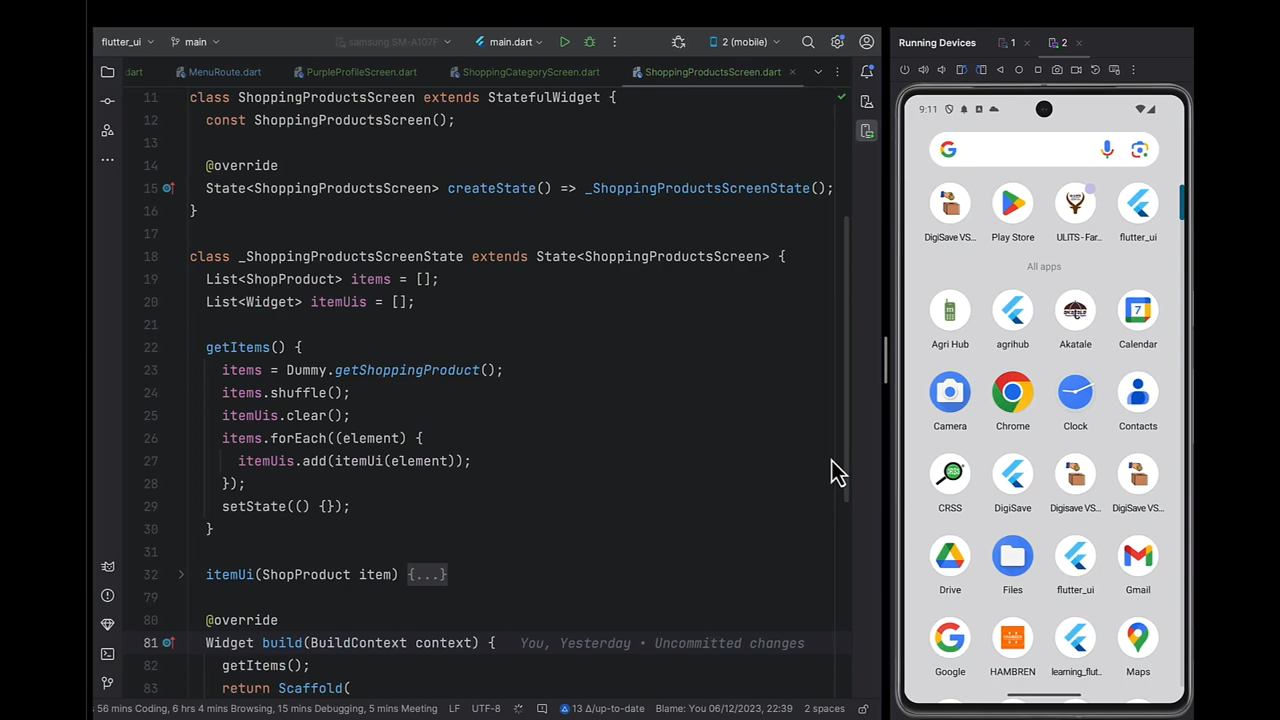 flutter_ui
main
samsung SM-A107F
main.dart
2 (mobile)
Running Devices
1
2
dart
MenuRoute.dart
PurpleProfileScreen.dart
ShoppingCategoryScreen.dart
ShoppingProductsScreen.dart
11 class ShoppingProductsScreen extends StatefulWidget {
12 const ShoppingProductsScreen();
13
14 @override
15 State<ShoppingProductsScreen> createState() => _ShoppingProductsScreenState();
16 }
17
18 class _ShoppingProductsScreenState extends State<ShoppingProductsScreen> {
19 List<ShopProduct> items = [];
20 List<Widget> itemUis = [];
21
22 getItems() {
23 items = Dummy.getShoppingProduct();
24 items.shuffle();
25 itemUis.clear();
26 items.forEach((element) {
27 itemUis.add(itemUi(element));
28 });
29 setState(() {});
30 }
31
32 itemUi(ShopProduct item) {...}
79
80 @override
81 Widget build(BuildContext context) { You, Yesterday • Uncommitted changes
82 getItems();
83 return Scaffold(
56 mins Coding, 6 hrs 4 mins Browsing, 15 mins Debugging, 5 mins Meeting LF UTF-8 13 Δ/up-to-date Blame: You 06/12/2023, 22:39 2 spaces
9:11
DigiSave VS... Play Store ULITS - Far... flutter_ui
All apps
7
Agri Hub agrihub Akatale Calendar
Camera Chrome Clock Contacts
CRSS
CRSS DigiSave Digisave VS... DigiSave VS...
Drive Files flutter_ui Gmail
HAMBREN
Google HAMBREN learning_flut... Maps